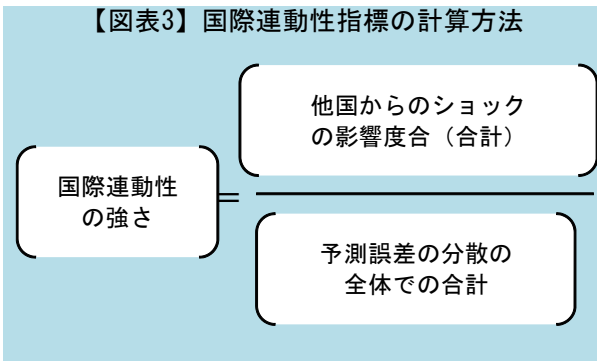 【図表3】国際連動性指標の計算方法
他国からのショック
の影響度合（合計）
国際連動性
の強さ
=
予測誤差の分散の
全体での合計